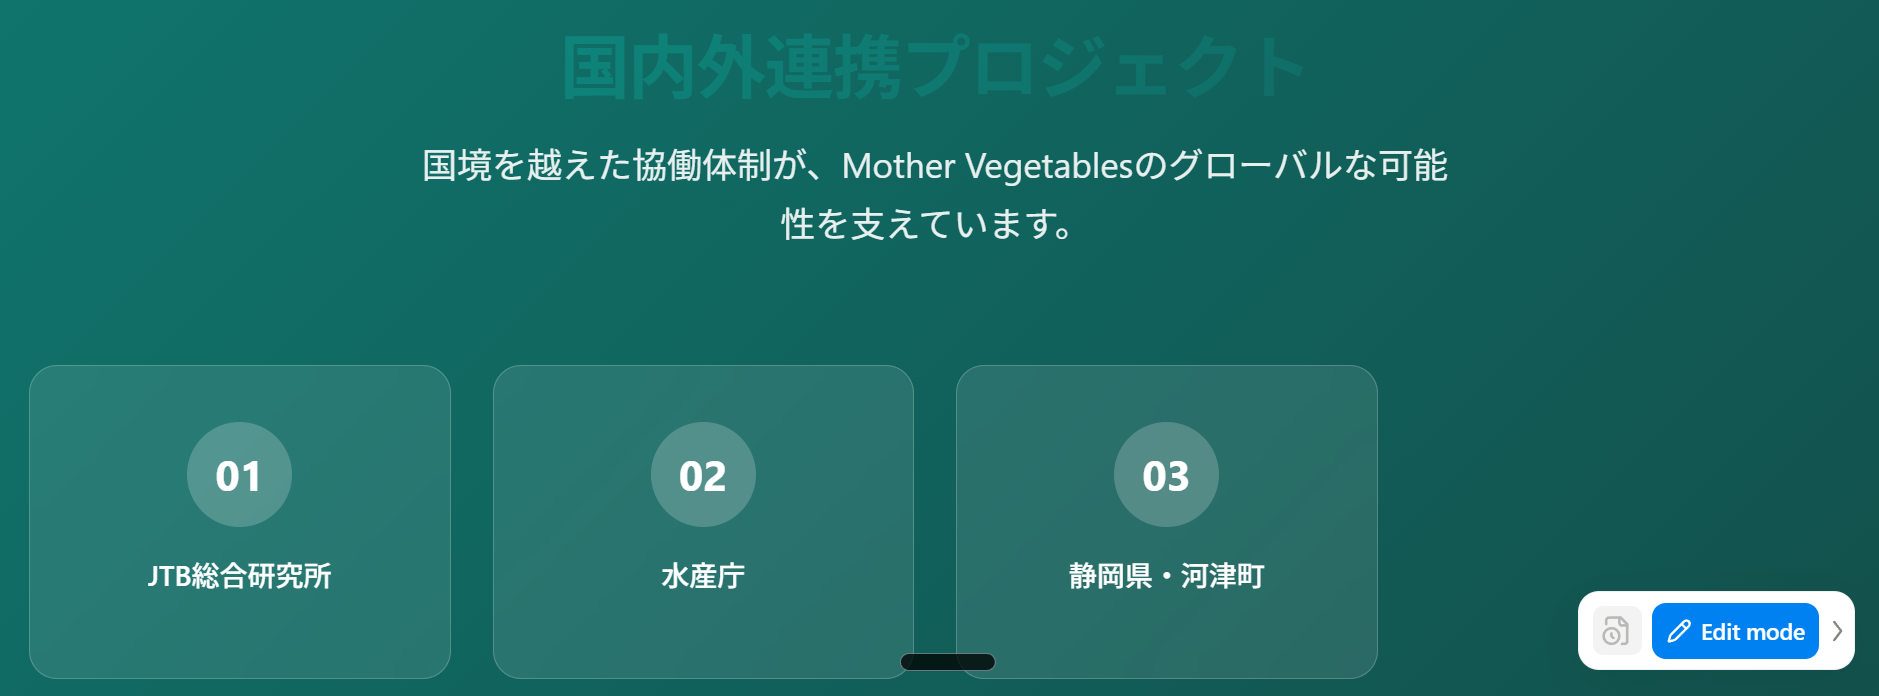 国内外連携プロジェクト
国境を越えた協働体制が、Mother Vegetablesのグローバルな可能
性を支えています。
01
JTB総合研究所
02
水産庁
03
静岡県・河津町
Edit mode